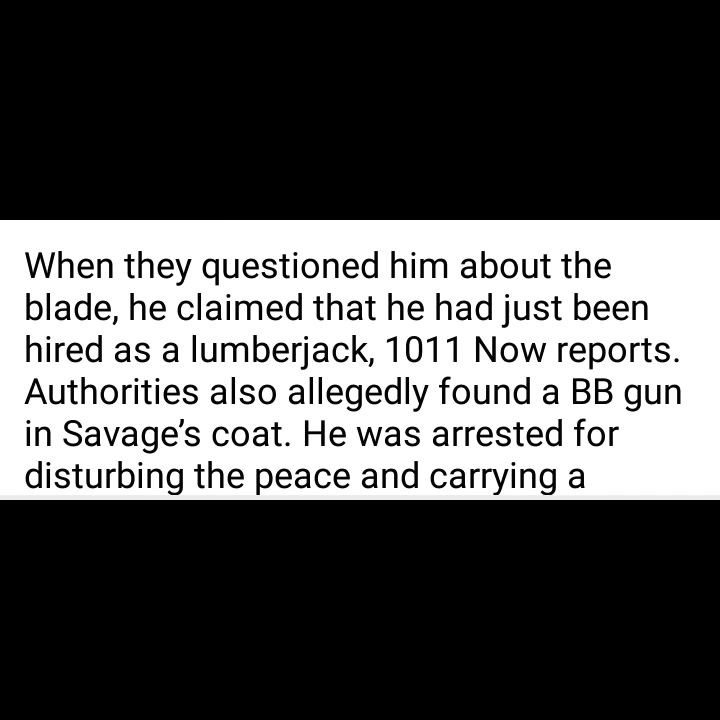 When they questioned him about the
blade, he claimed that he had just been
hired as a lumberjack, 1011 Now reports.
Authorities also allegedly found a BB gun
in Savage’s coat. He was arrested for
disturbing the peace and carrying a